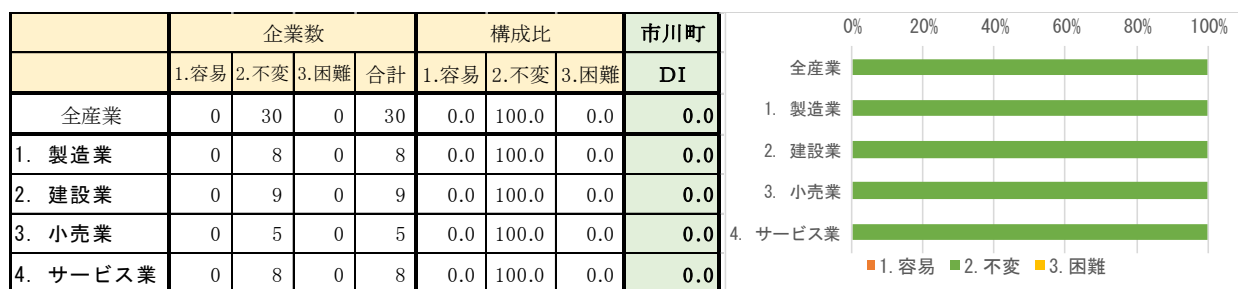 企業数 構成比 市川町
1.容易 2.不変 3.困難 合計 1.容易 2.不変 3.困難 DI
全産業 0 30 0 30 0.0 100.0 0.0 0.0
1. 製造業 0 8 0 8 0.0 100.0 0.0 0.0
2. 建設業 0 9 0 9 0.0 100.0 0.0 0.0
3. 小売業 0 5 0 5 0.0 100.0 0.0 0.0
4. サービス業 0 8 0 8 0.0 100.0 0.0 0.0
0% 20% 40% 60% 80% 100%
全産業
1. 製造業
2. 建設業
3. 小売業
4. サービス業
1.容易 2.不変 3.困難